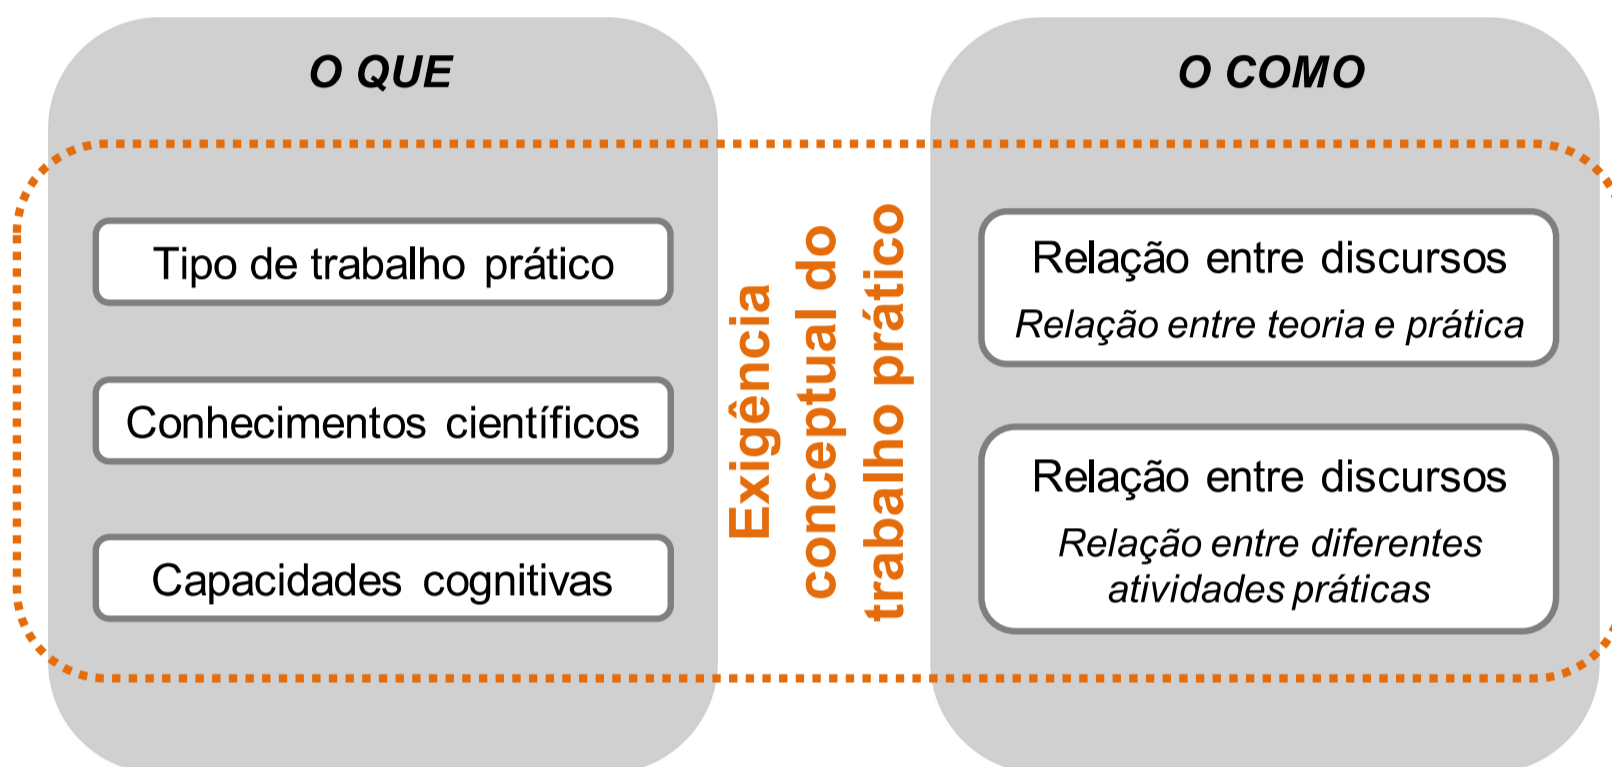 O QUE
Tipo de trabalho prático
Conhecimentos científicos
Capacidades cognitivas
Exigência
conceptual do
trabalho prático
O COMO
Relação entre discursos
Relação entre teoria e prática
Relação entre discursos
Relação entre diferentes
atividades práticas